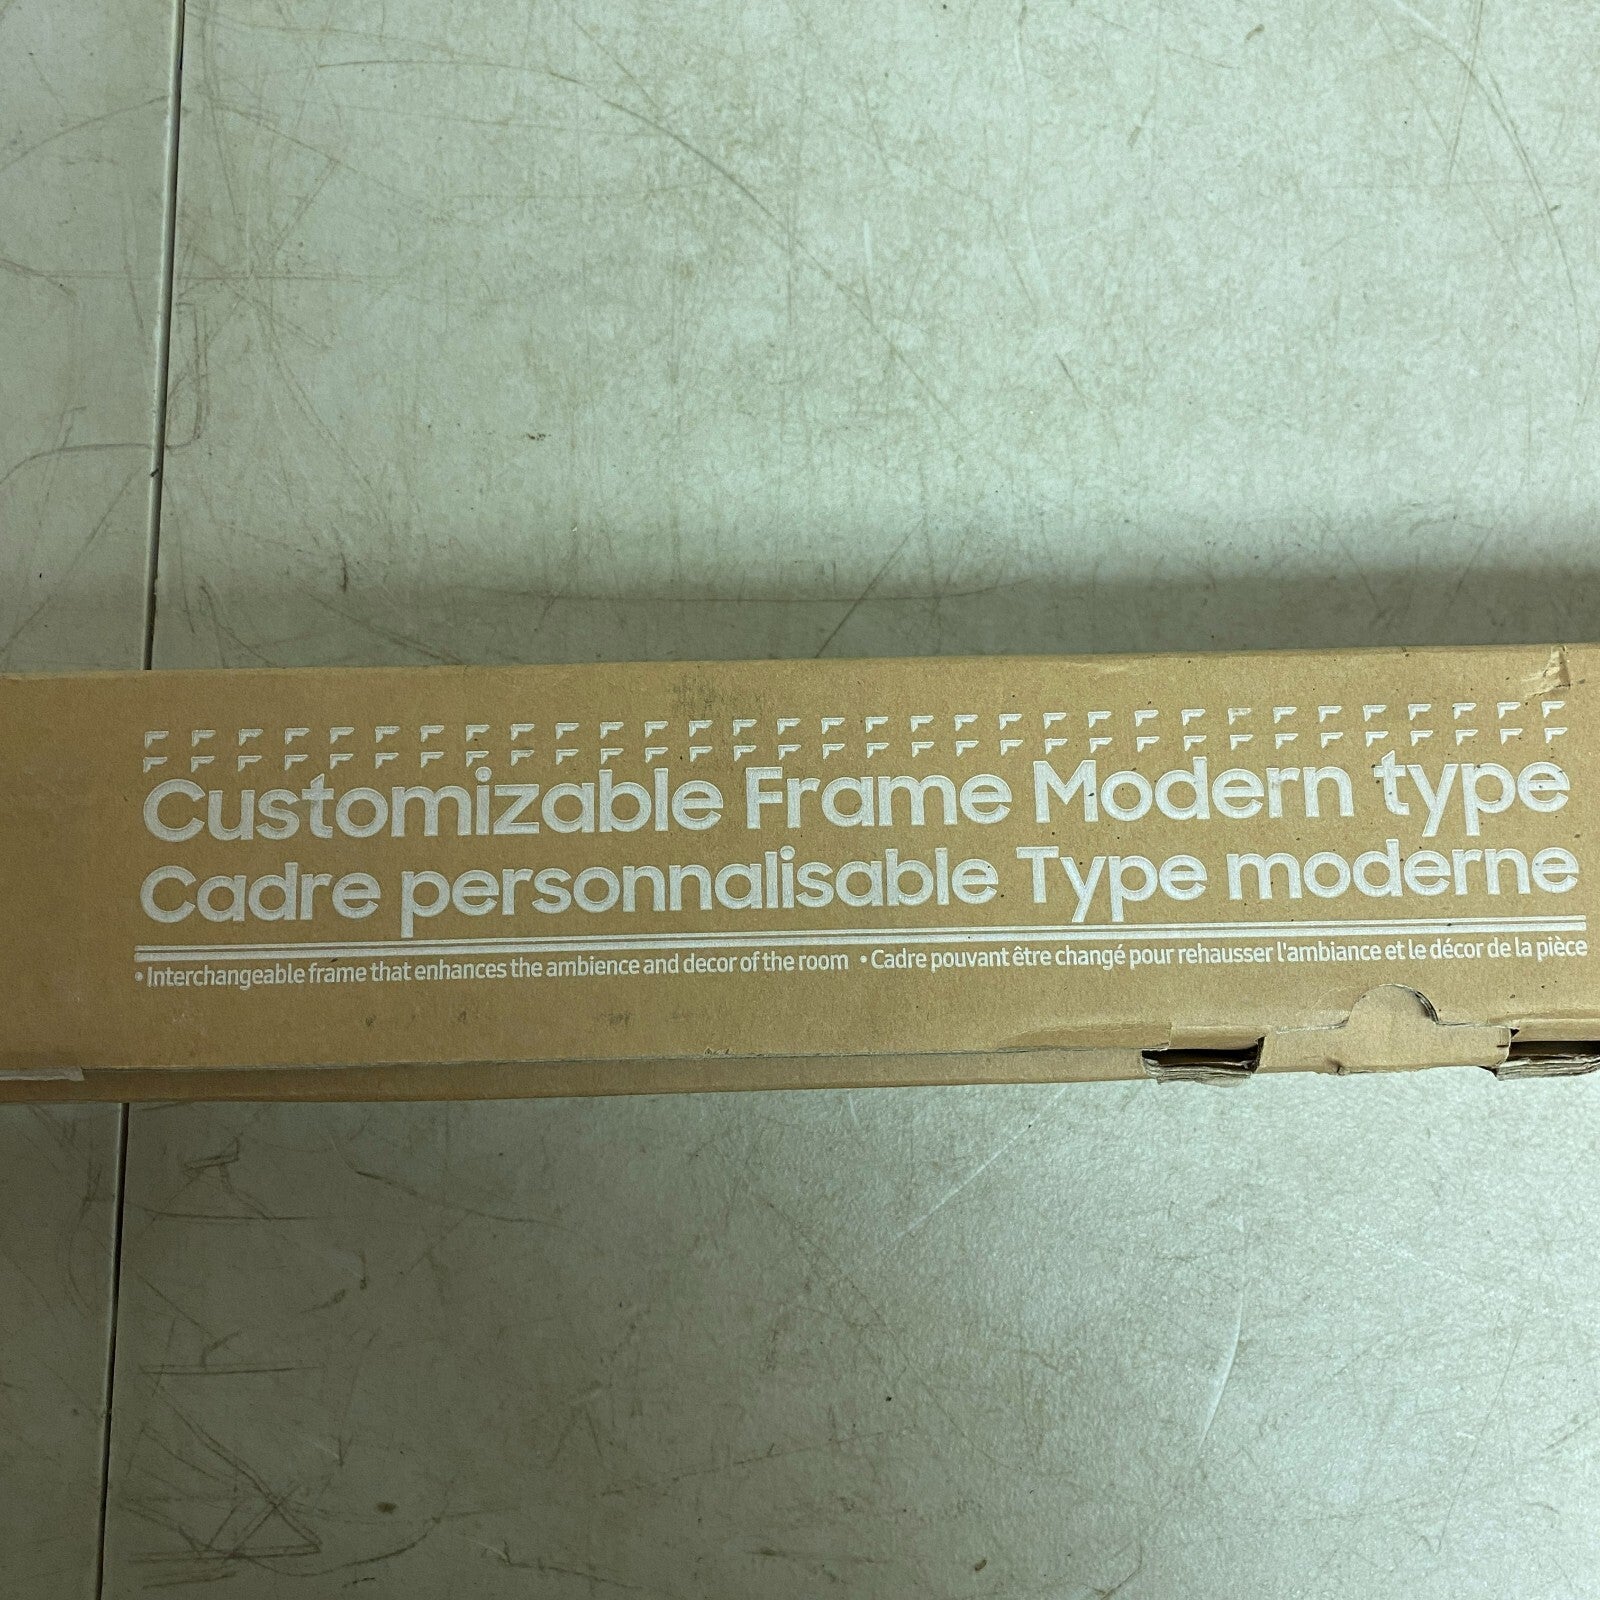 Customizable Frame Modern type
Cadre personnalisable Type moderne
• Interchangeable frame that enhances the ambience and decor of the room • Cadre pouvant être changé pour rehausser l'ambiance et le décor de la pièce